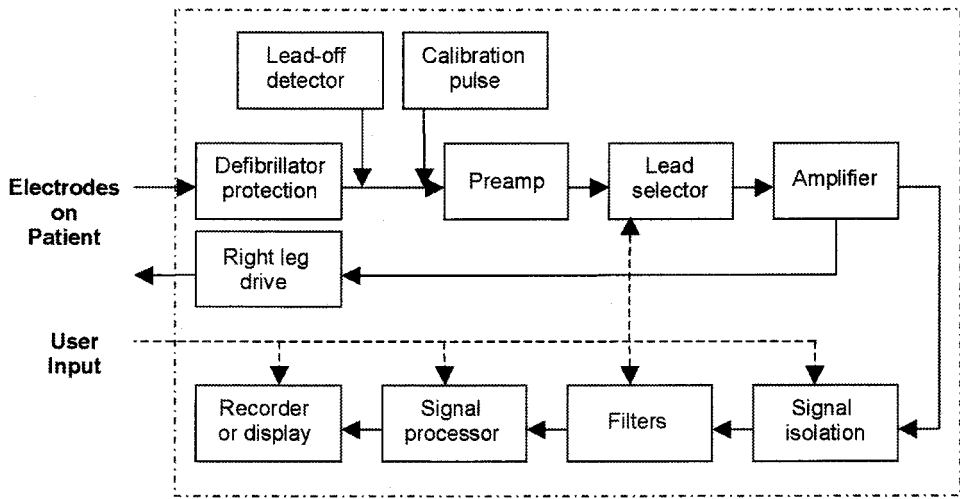 Lead-off
detector
Calibration
pulse
Electrodes
on
Patient
Defibrillator
protection
Preamp
Lead
selector
Amplifier
Right leg
drive
User
Input
Recorder
or display
Signal
processor
Filters
Signal
isolation